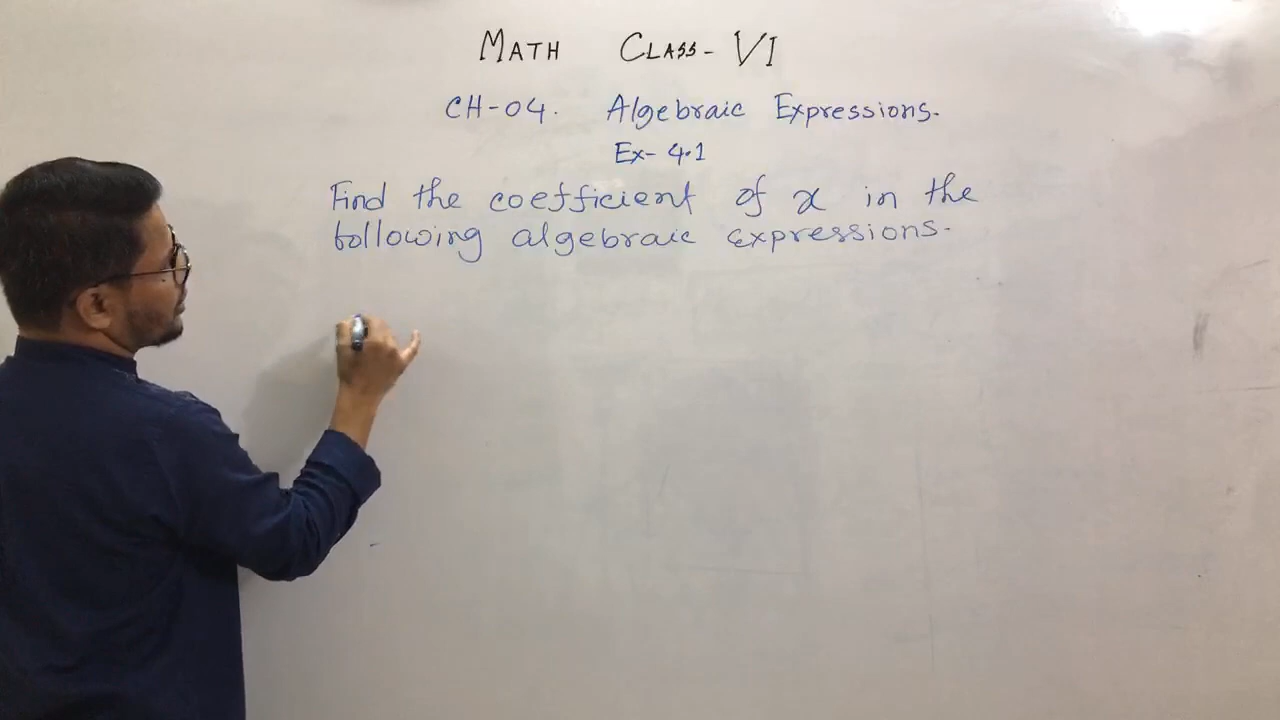 MATH CLASS- VI
CH-04. Algebraic Expressions.
Ex- 4.1
Find the coefficient of x in the
following algebraic expressions.